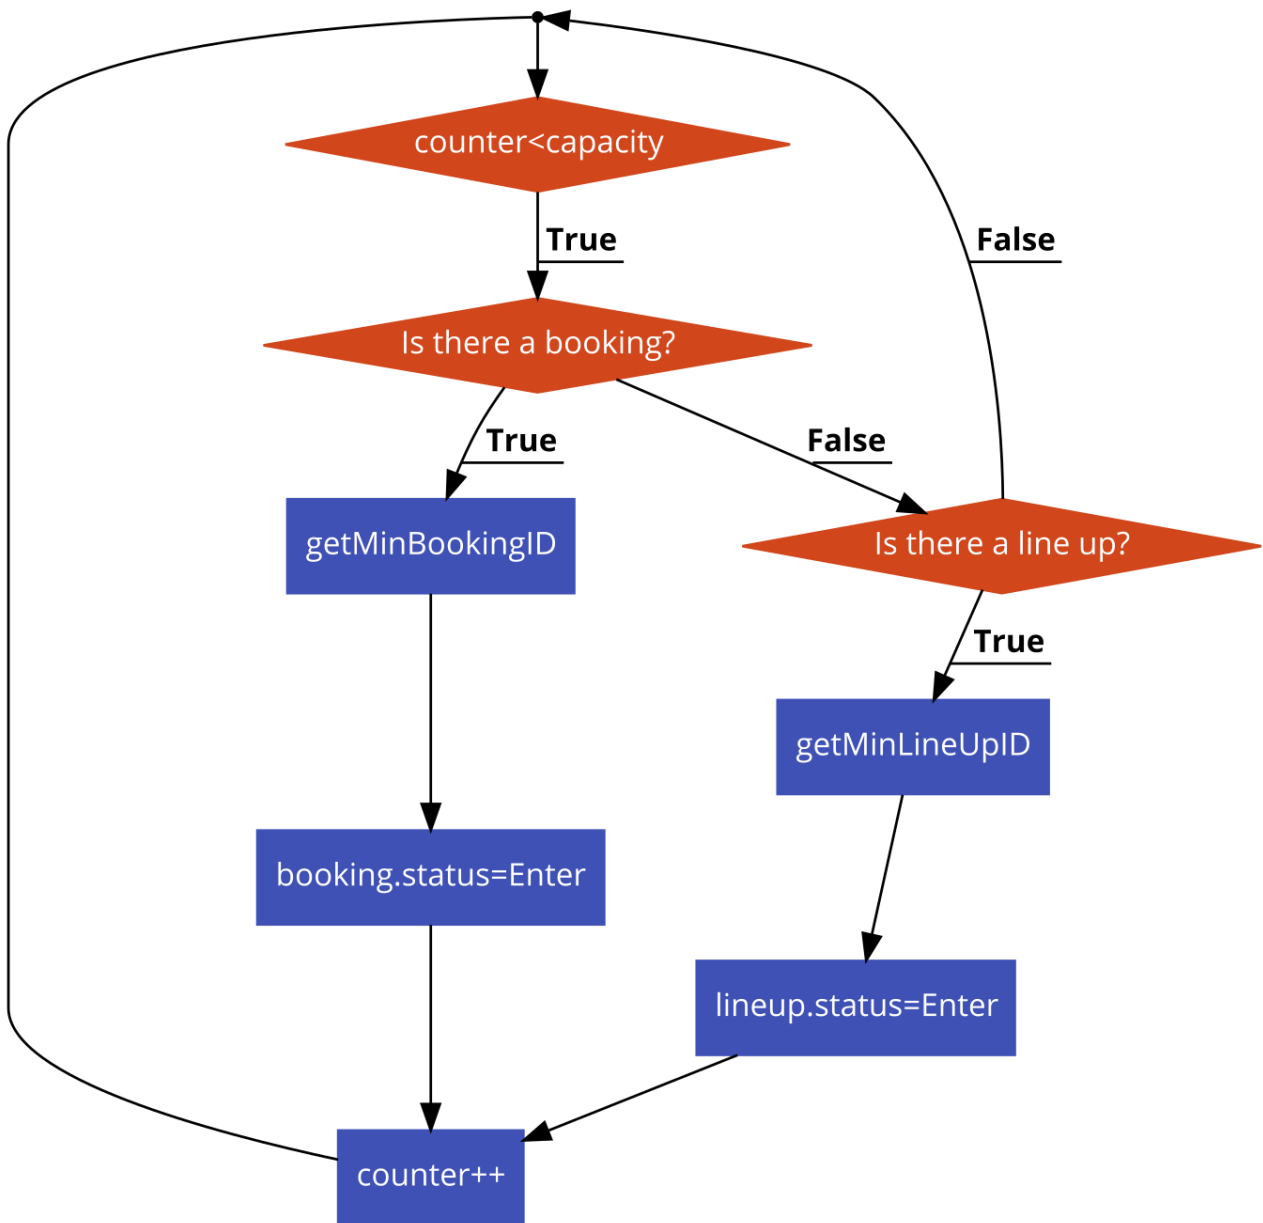 counter<capacity
True
False
Is there a booking?
True
False
getMinBookingID
Is there a line up?
True
getMinLineUpID
booking.status=Enter
lineup.status=Enter
counter++